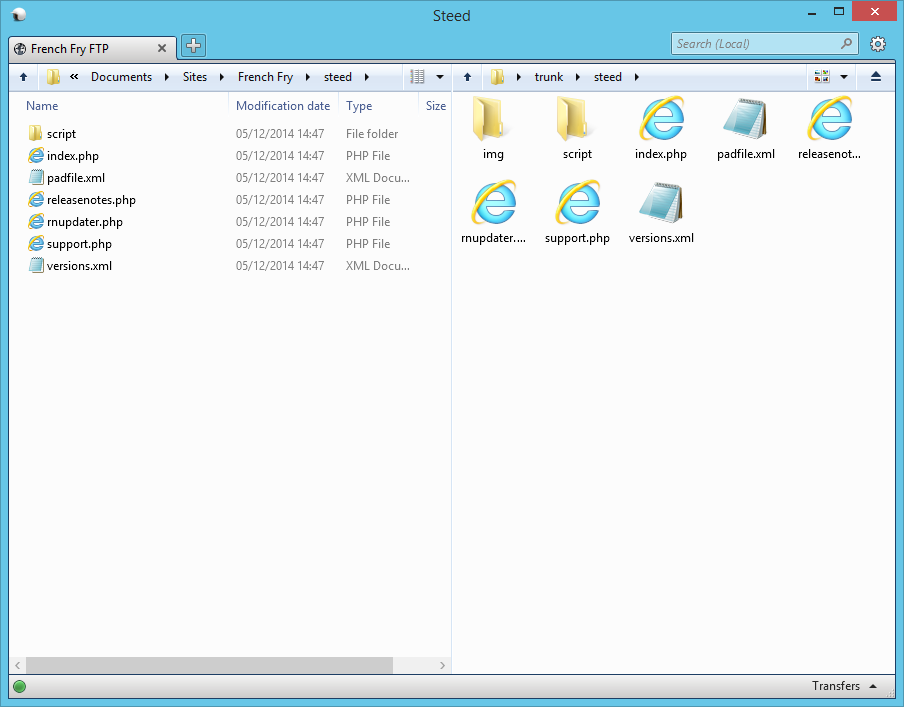 Steed
French Fry FTP
Search (Local)
« Documents Sites French Fry steed
trunk steed
Name Modification date Type Size
script 05/12/2014 14:47 File folder
index.php 05/12/2014 14:47 PHP File
padfile.xml 05/12/2014 14:47 XML Docu...
releasenotes.php 05/12/2014 14:47 PHP File
rnupdater.php 05/12/2014 14:47 PHP File
support.php 05/12/2014 14:47 PHP File
versions.xml 05/12/2014 14:47 XML Docu...
img script index.php padfile.xml releasenot...
rnupdater.... support.php versions.xml
Transfers